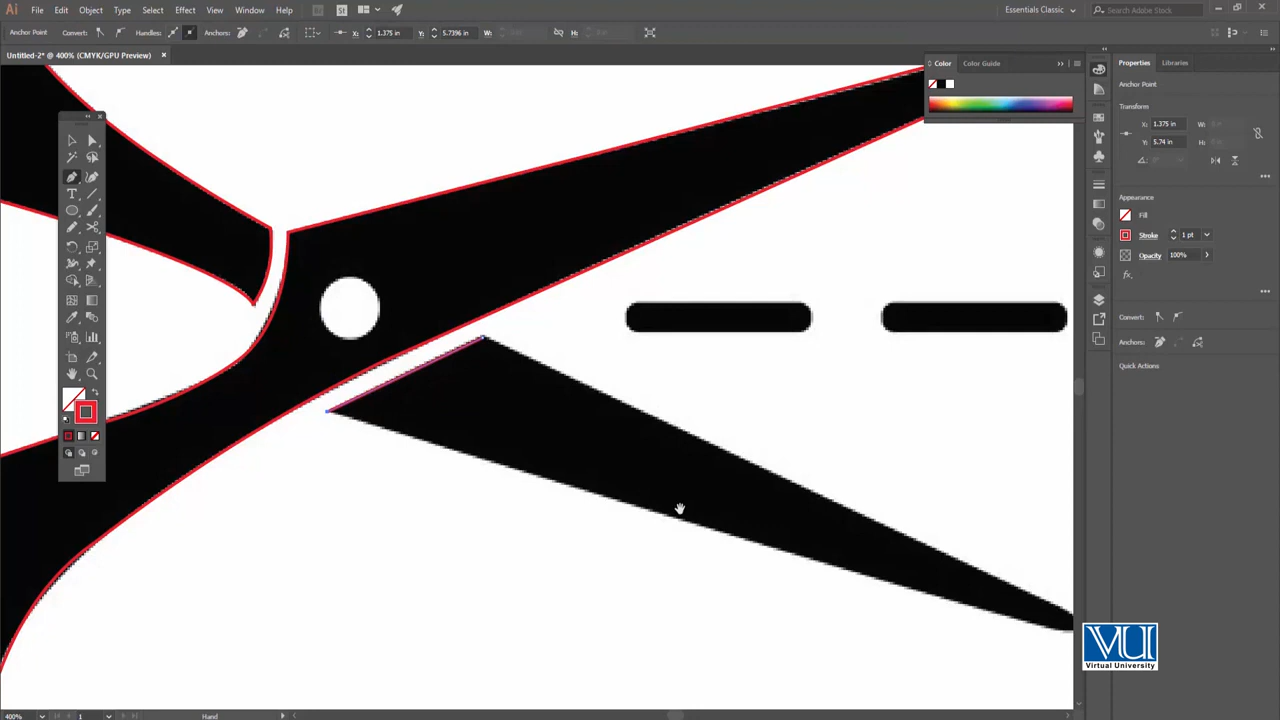 Ai File Edit Object Type Select Effect View Window Help Br St Essentials Classic Search Adobe Stock
Anchor Point Convert: Handles: Anchors: X: 1.375 in Y: 5.7396 in W: H:
Untitled-2* @ 400% (CMYK/GPU Preview) ×
Color Color Guide
Properties Libraries
Anchor Point
Transform
X: 1.375 in W:
Y: 5.74 in H:
Appearance
Fill
Stroke 1 pt
Opacity 100%
fx.
Convert:
Anchors:
Quick Actions
VU
Virtual University
400% 1 Hand